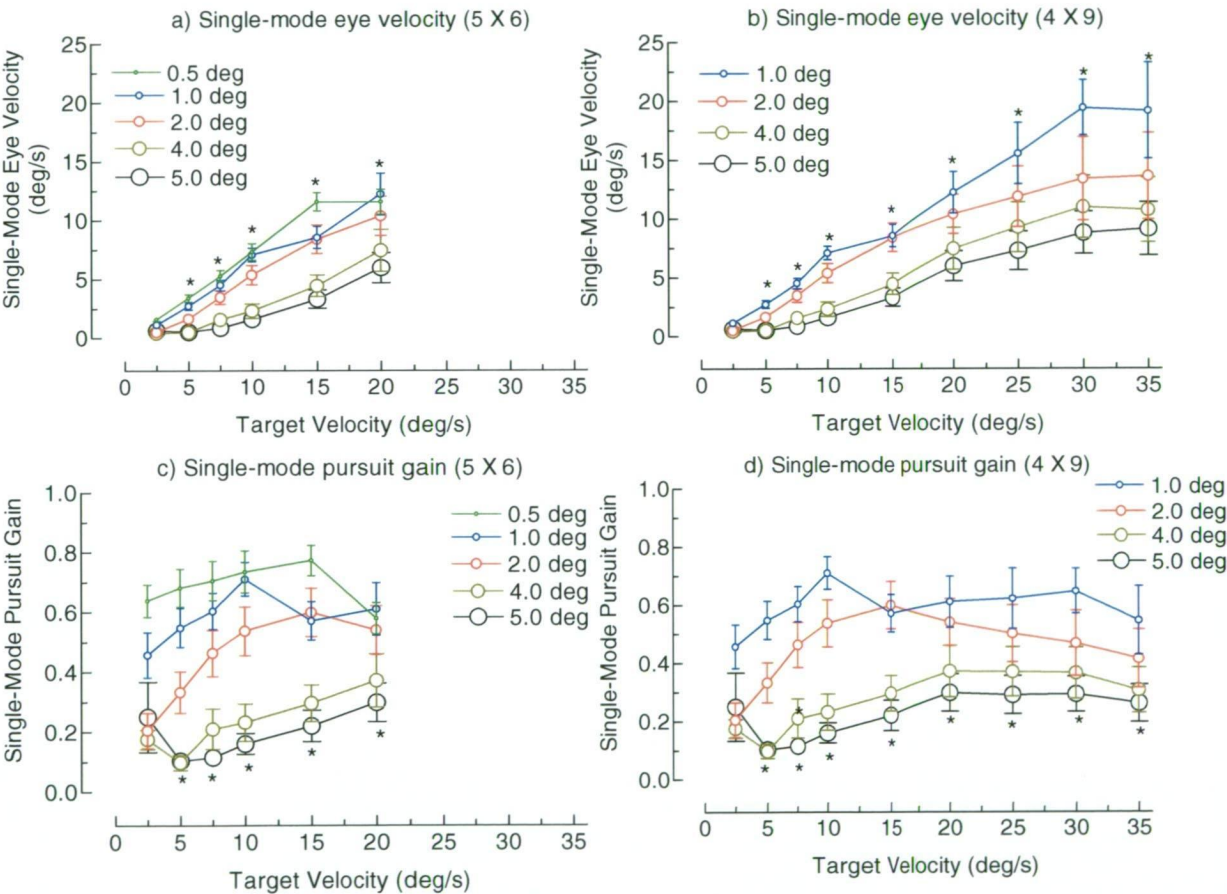 a) Single-mode eye velocity (5 X 6)
Single-Mode Eye Velocity
(deg/s)
25
20
15
10
5
0
0.5 deg
1.0 deg
2.0 deg
4.0 deg
5.0 deg
* * * * *
0 5 10 15 20 25 30 35
Target Velocity (deg/s)
b) Single-mode eye velocity (4 X 9)
Single-Mode Eye Velocity
(deg/s)
25
20
15
10
5
0
1.0 deg
2.0 deg
4.0 deg
5.0 deg
* * * * * * * *
0 5 10 15 20 25 30 35
Target Velocity (deg/s)
c) Single-mode pursuit gain (5 X 6)
Single-Mode Pursuit Gain
1.0
0.8
0.6
0.4
0.2
0.0
0.5 deg
1.0 deg
2.0 deg
4.0 deg
5.0 deg
* * * * *
0 5 10 15 20 25 30 35
Target Velocity (deg/s)
d) Single-mode pursuit gain (4 X 9)
Single-Mode Pursuit Gain
1.0
0.8
0.6
0.4
0.2
0.0
1.0 deg
2.0 deg
4.0 deg
5.0 deg
* * * * * * * * *
0 5 10 15 20 25 30 35
Target Velocity (deg/s)